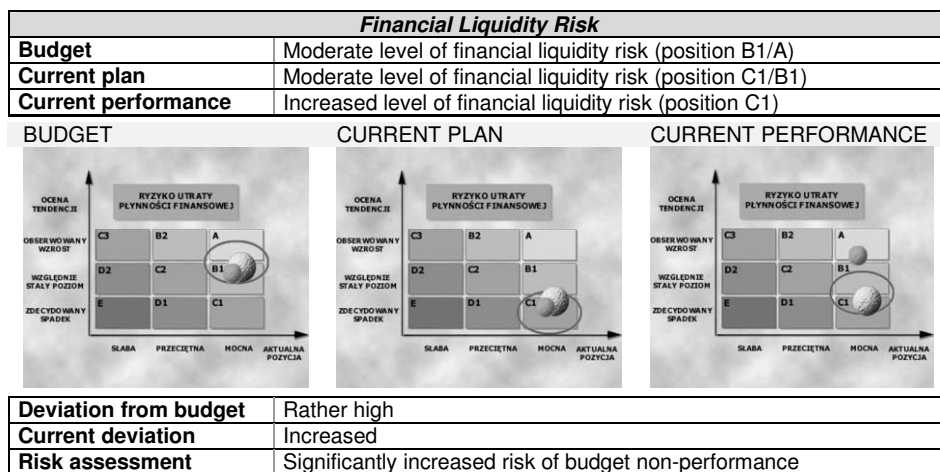 Financial Liquidity Risk
Budget Moderate level of financial liquidity risk (position B1/A)
Current plan Moderate level of financial liquidity risk (position C1/B1)
Current performance Increased level of financial liquidity risk (position C1)
BUDGET CURRENT PLAN CURRENT PERFORMANCE
OCENA TENDENCJI
RYZYKO UTRATY
PŁYNNOŚCI FINANSOWEJ
OBSERWOWANY WZROST
C3 B2 A
WZGLĘDNIE STAŁY POZIOM
D2 C2 B1
ZDECYDOWANY SPADEK
E D1 C1
SŁABA PRZECIĘTNA MOCNA AKTUALNA POZYCJA
OCENA TENDENCJI
RYZYKO UTRATY
PŁYNNOŚCI FINANSOWEJ
OBSERWOWANY WZROST
C3 B2 A
WZGLĘDNIE STAŁY POZIOM
D2 C2 B1
ZDECYDOWANY SPADEK
E D1 C1
SŁABA PRZECIĘTNA MOCNA AKTUALNA POZYCJA
OCENA TENDENCJI
RYZYKO UTRATY
PŁYNNOŚCI FINANSOWEJ
OBSERWOWANY WZROST
C3 B2 A
WZGLĘDNIE STAŁY POZIOM
D2 C2 B1
ZDECYDOWANY SPADEK
E D1 C1
SŁABA PRZECIĘTNA MOCNA AKTUALNA POZYCJA
Deviation from budget Rather high
Current deviation Increased
Risk assessment Significantly increased risk of budget non-performance